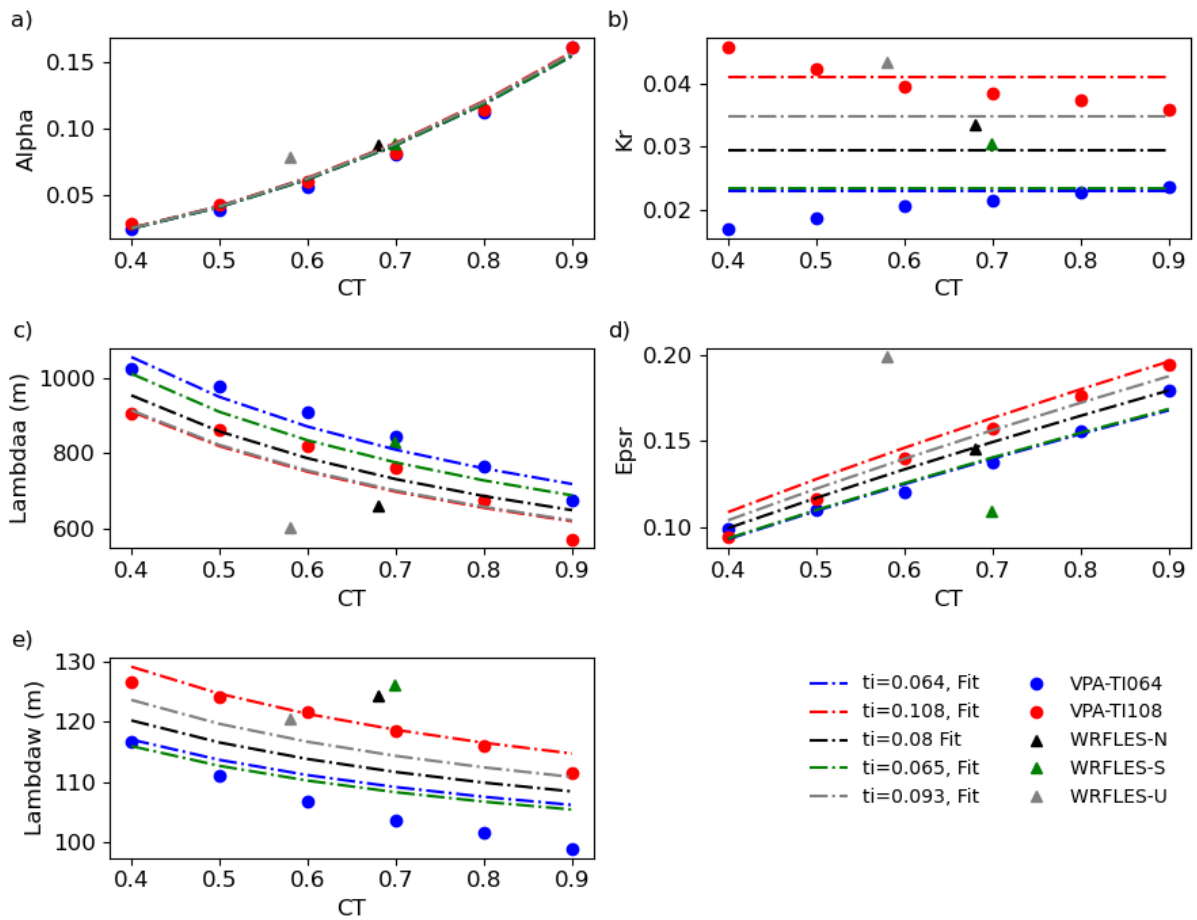 a)
b)
Alpha
0.15
0.10
0.05
0.4 0.5 0.6 0.7 0.8 0.9
CT
Kr
0.04
0.03
0.02
0.4 0.5 0.6 0.7 0.8 0.9
CT
c)
d)
Lambdaa (m)
1000
800
600
0.4 0.5 0.6 0.7 0.8 0.9
CT
Epsr
0.20
0.15
0.10
0.4 0.5 0.6 0.7 0.8 0.9
CT
e)
Lambdaw (m)
130
120
110
100
0.4 0.5 0.6 0.7 0.8 0.9
CT
ti=0.064, Fit
ti=0.108, Fit
ti=0.08 Fit
ti=0.065, Fit
ti=0.093, Fit
VPA-TI064
VPA-TI108
WRFLES-N
WRFLES-S
WRFLES-U